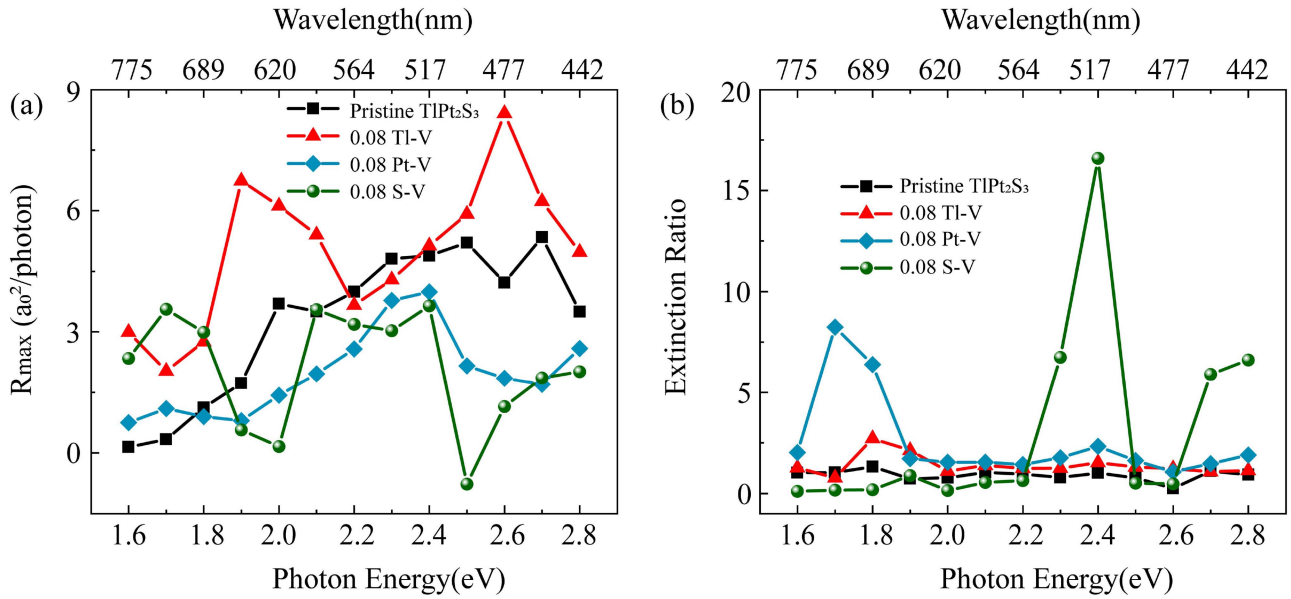 Wavelength(nm)
775 689 620 564 517 477 442
(a)
9
6
3
0
Rmax (a₀²/photon)
Pristine TlPt₂S₃
0.08 Tl-V
0.08 Pt-V
0.08 S-V
1.6 1.8 2.0 2.2 2.4 2.6 2.8
Photon Energy(eV)
Wavelength(nm)
775 689 620 564 517 477 442
(b)
20
15
10
5
0
Extinction Ratio
Pristine TlPt₂S₃
0.08 Tl-V
0.08 Pt-V
0.08 S-V
1.6 1.8 2.0 2.2 2.4 2.6 2.8
Photon Energy(eV)